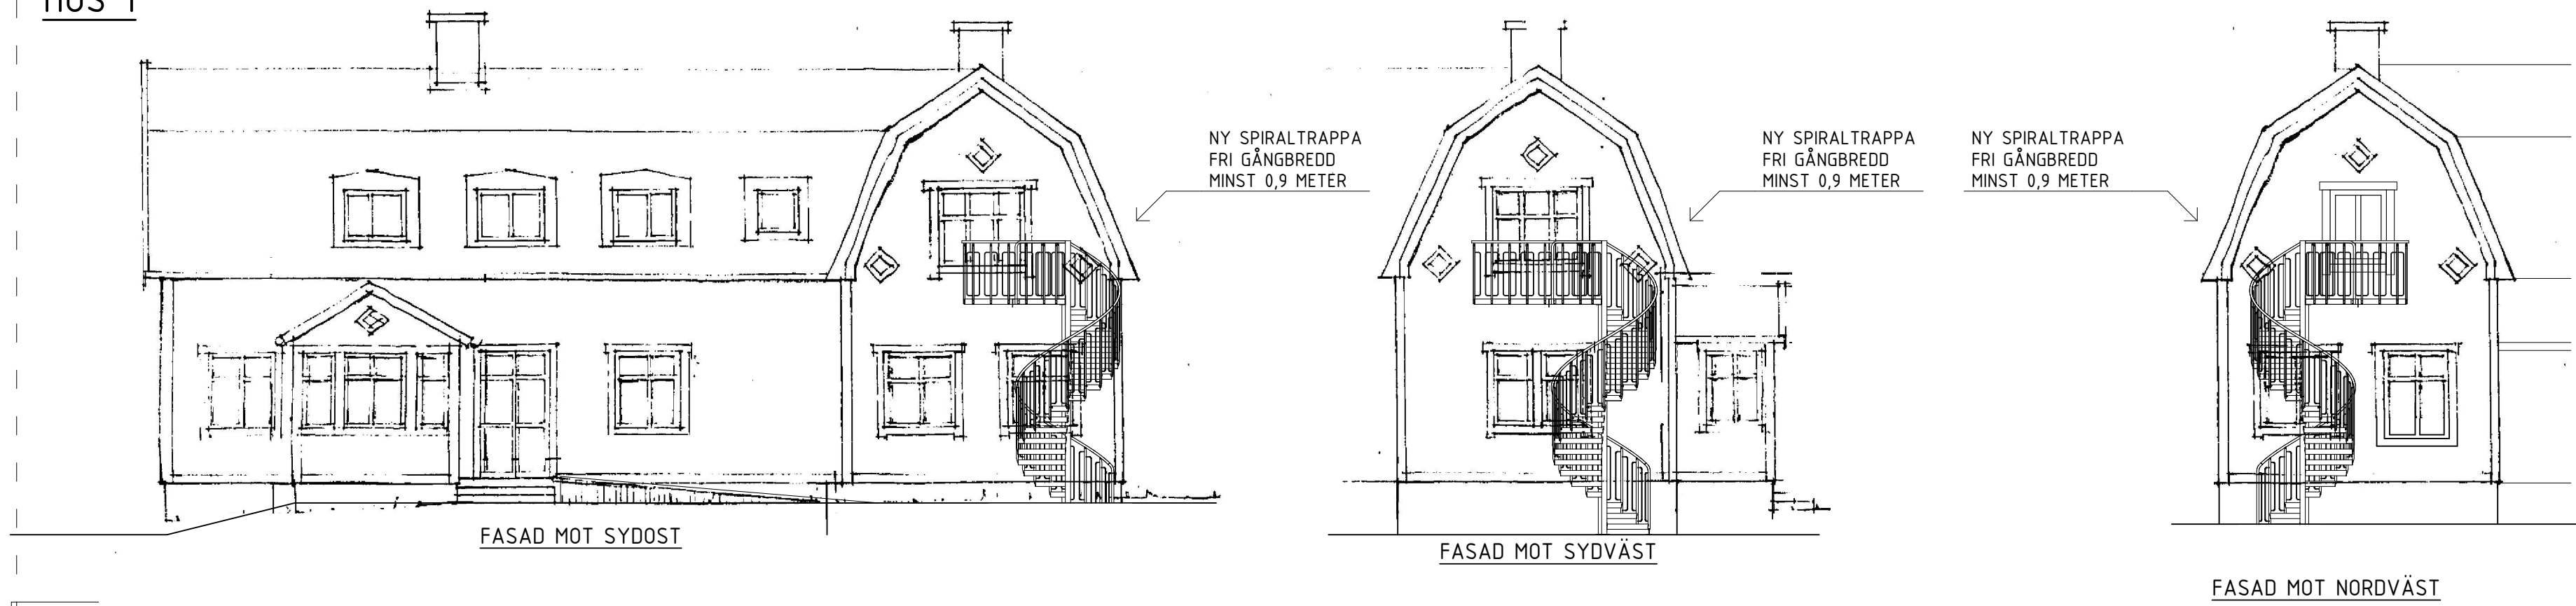 HUS 1
NY SPIRALTRAPPA
FRI GÅNGBREDD
MINST 0,9 METER
NY SPIRALTRAPPA
FRI GÅNGBREDD
MINST 0,9 METER
NY SPIRALTRAPPA
FRI GÅNGBREDD
MINST 0,9 METER
FASAD MOT SYDOST
FASAD MOT SYDVÄST
FASAD MOT NORDVÄST